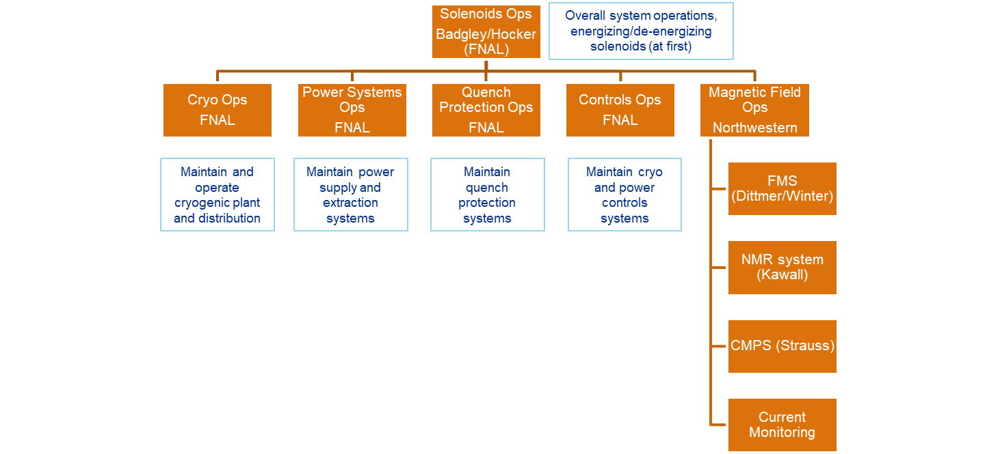 Solenoids Ops
Badgley/Hocker
(FNAL)
Overall system operations,
energizing/de-energizing
solenoids (at first)
Cryo Ops
FNAL
Power Systems
Ops
FNAL
Quench
Protection Ops
FNAL
Controls Ops
FNAL
Magnetic Field
Ops
Northwestern
Maintain and
operate
cryogenic plant
and distribution
Maintain power
supply and
extraction
systems
Maintain
quench
protection
systems
Maintain cryo
and power
controls
systems
FMS
(Dittmer/Winter)
NMR system
(Kawall)
CMPS (Strauss)
Current
Monitoring